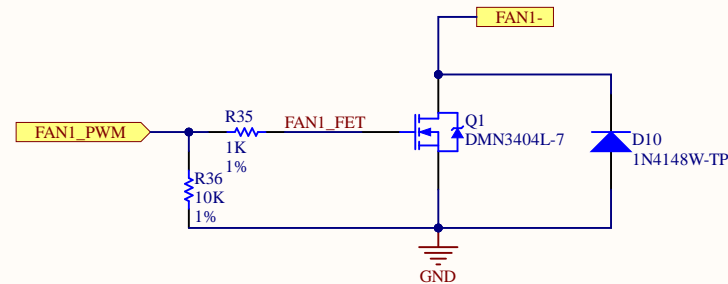 FAN1-
FAN1_PWM
R35
1K
1%
FAN1_FET
Q1
DMN3404L-7
D10
1N4148W-TP
R36
10K
1%
GND